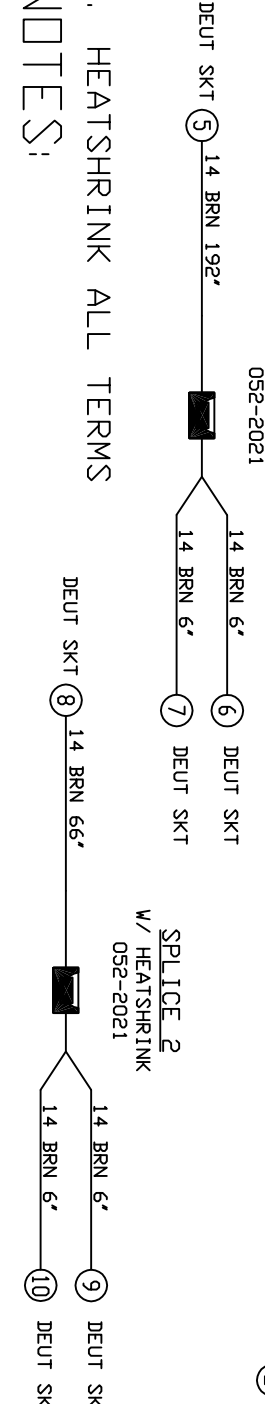 052-2021
DEUT SKT 5 14 BRN 192"
14 BRN 6" 6 DEUT SKT
14 BRN 6" 7 DEUT SKT
SPLICE 2
W/ HEATSHRINK
052-2021
DEUT SKT 8 14 BRN 66"
14 BRN 6" 9 DEUT SK
14 BRN 6" 10 DEUT SK
. HEATSHRINK ALL TERMS
NOTES: